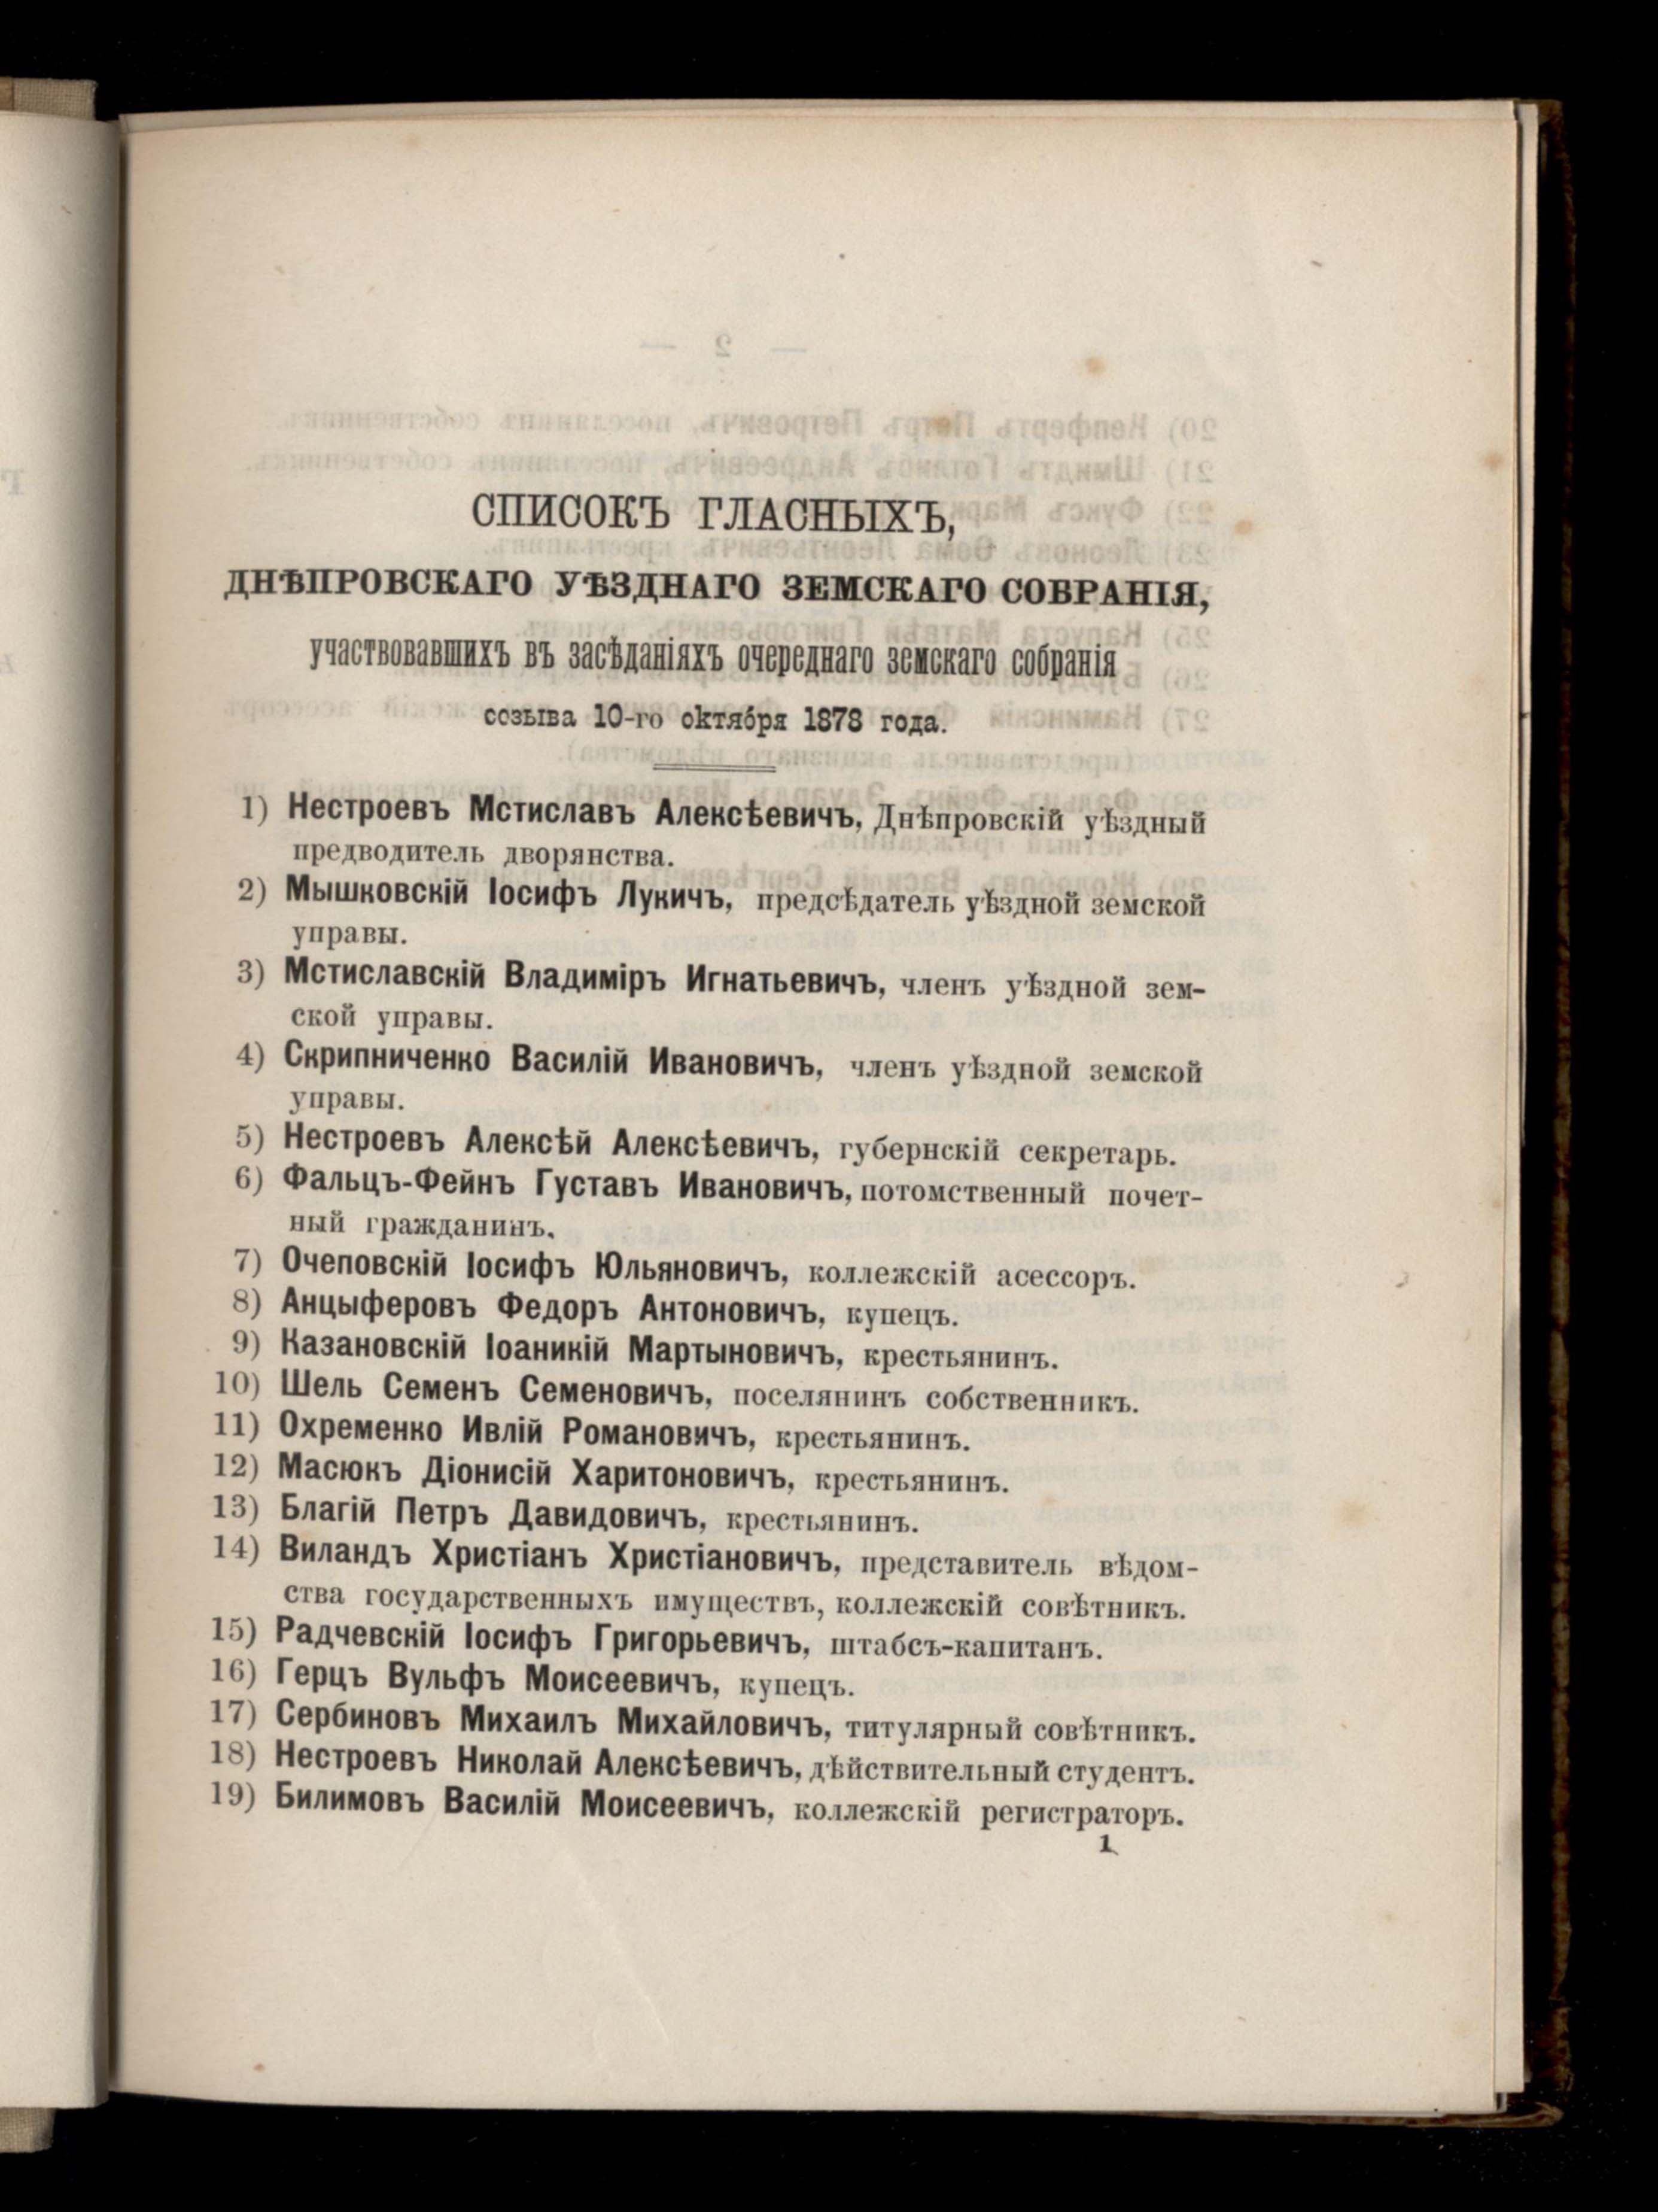 СПИСОКЪ ГЛАСНЫХЪ,
ДНѢПРОВСКАГО УѢЗДНАГО ЗЕМСКАГО СОБРАНІЯ,
участвовавшихъ въ засѣданіяхъ очереднаго земскаго собранія
созыва 10-го октября 1878 года.
1) Нестроевъ Мстиславъ Алексѣевичъ, Днѣпровскій уѣздный
предводитель дворянства.
2) Мышковскій Іосифъ Лукичъ, предсѣдатель уѣздной земской
управы.
3) Мстиславскій Владиміръ Игнатьевичъ, членъ уѣздной зем-
ской управы.
4) Скрипниченко Василій Ивановичъ, членъ уѣздной земской
управы.
5) Нестроевъ Алексѣй Алексѣевичъ, губернскій секретарь.
6) Фальцъ-Фейнъ Густавъ Ивановичъ, потомственный почет-
ный гражданинъ.
7) Очеповскій Іосифъ Юльяновичъ, коллежскій асессоръ.
8) Анцыферовъ Федоръ Антоновичъ, купецъ.
9) Казановскій Іоаникій Мартыновичъ, крестьянинъ.
10) Шель Семенъ Семеновичъ, поселянинъ собственникъ.
11) Охременко Ивлій Романовичъ, крестьянинъ.
12) Масюкъ Діонисій Харитоновичъ, крестьянинъ.
13) Благій Петръ Давидовичъ, крестьянинъ.
14) Виландъ Христіанъ Христіановичъ, представитель вѣдом-
ства государственныхъ имуществъ, коллежскій совѣтникъ.
15) Радчевскій Іосифъ Григорьевичъ, штабсъ-капитанъ.
16) Герцъ Вульфъ Моисеевичъ, купецъ.
17) Сербиновъ Михаилъ Михайловичъ, титулярный совѣтникъ.
18) Нестроевъ Николай Алексѣевичъ, дѣйствительный студентъ.
19) Билимовъ Василій Моисеевичъ, коллежскій регистраторъ.
1